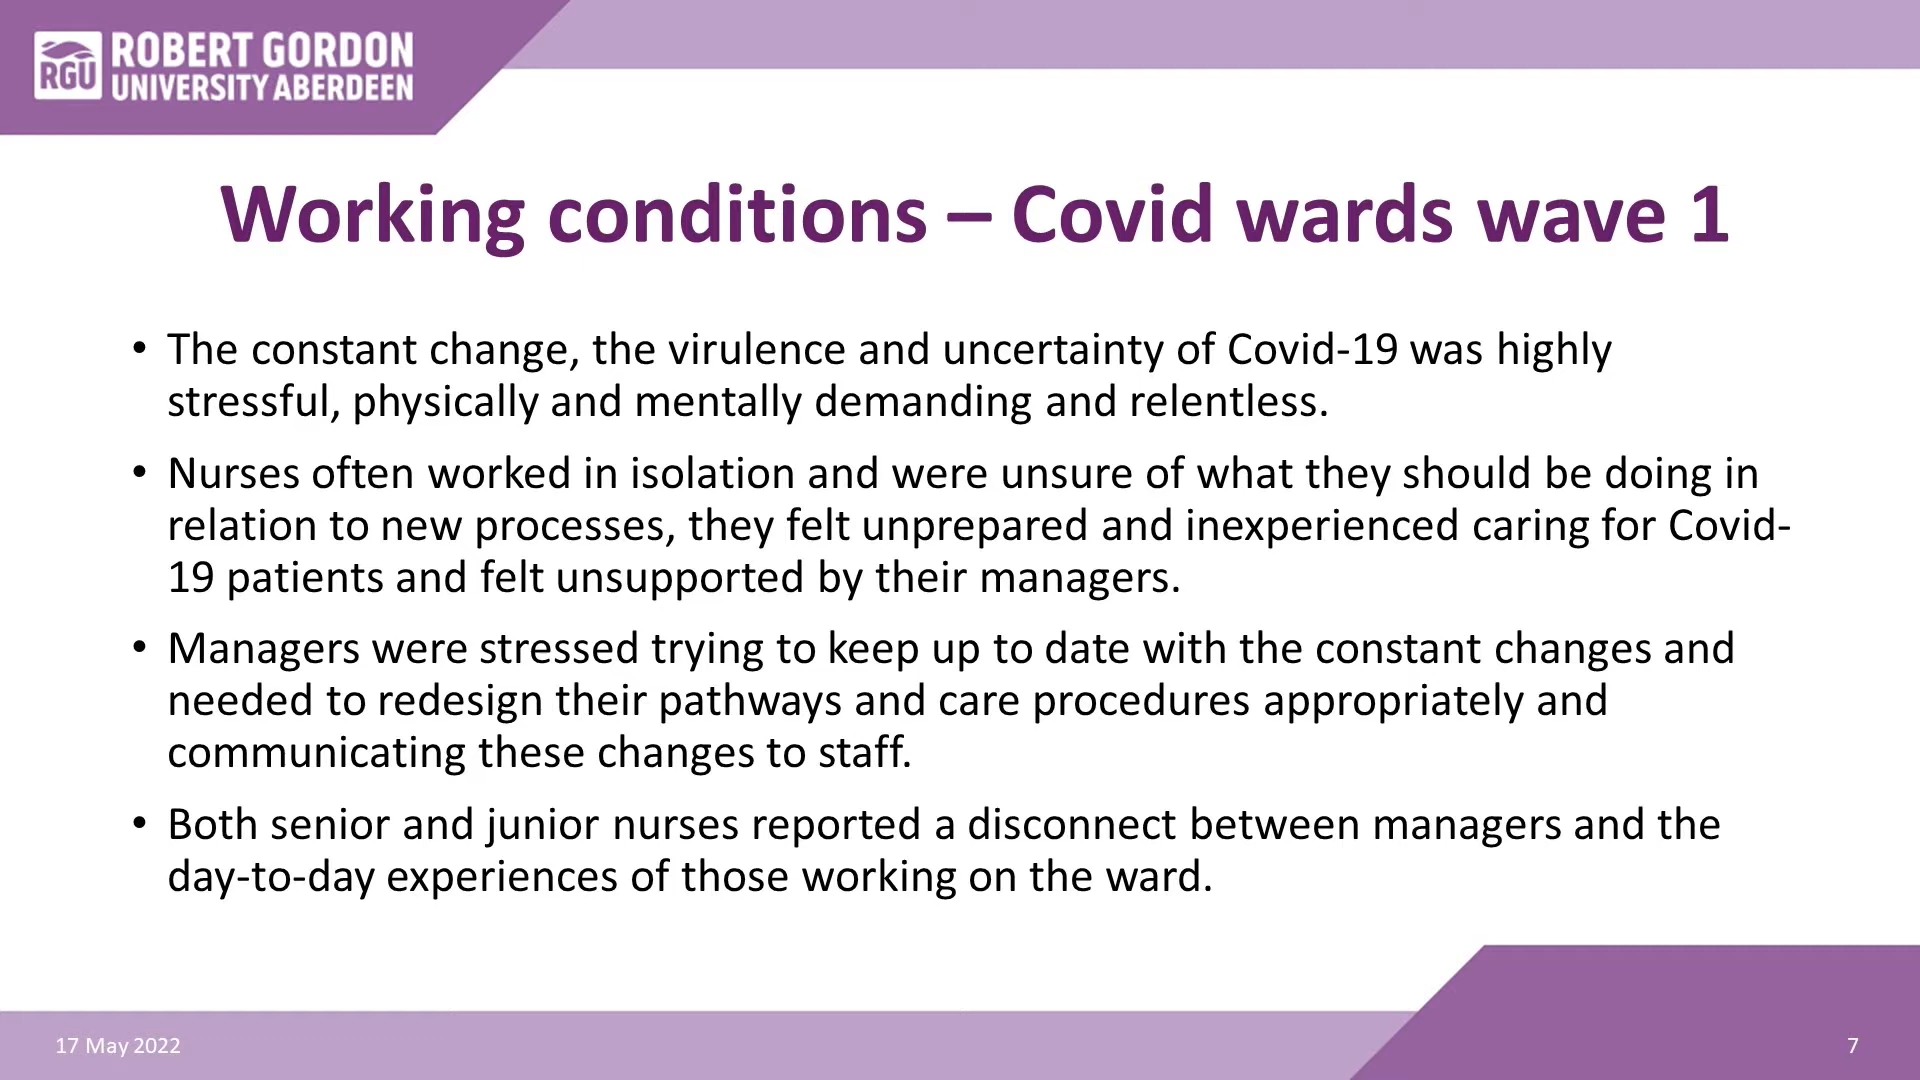 RGU
ROBERT GORDON
UNIVERSITY ABERDEEN
Working conditions – Covid wards wave 1
• The constant change, the virulence and uncertainty of Covid-19 was highly
stressful, physically and mentally demanding and relentless.
• Nurses often worked in isolation and were unsure of what they should be doing in
relation to new processes, they felt unprepared and inexperienced caring for Covid-
19 patients and felt unsupported by their managers.
• Managers were stressed trying to keep up to date with the constant changes and
needed to redesign their pathways and care procedures appropriately and
communicating these changes to staff.
• Both senior and junior nurses reported a disconnect between managers and the
day-to-day experiences of those working on the ward.
17 May 2022
7